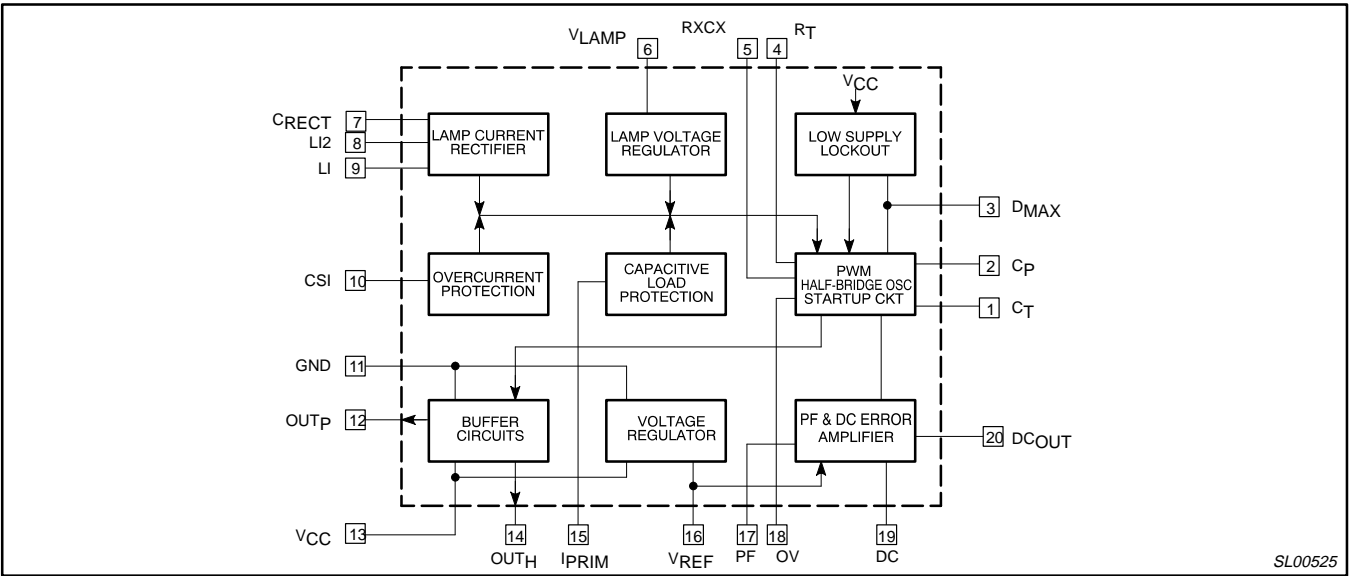 RXCX
RT
VLAMP
6
5
4
VCC
CRECT
7
LI2
8
LI
9
LAMP CURRENT
RECTIFIER
LAMP VOLTAGE
REGULATOR
LOW SUPPLY
LOCKOUT
3
DMAX
CSI
10
OVERCURRENT
PROTECTION
CAPACITIVE
LOAD
PROTECTION
PWM
HALF-BRIDGE OSC
STARTUP CKT
2
CP
1
CT
GND
11
OUTP
12
BUFFER
CIRCUITS
VOLTAGE
REGULATOR
PF & DC ERROR
AMPLIFIER
20
DCOUT
VCC
13
14
15
16
17
18
19
OUTH
IPRIM
VREF
PF
OV
DC
SL00525